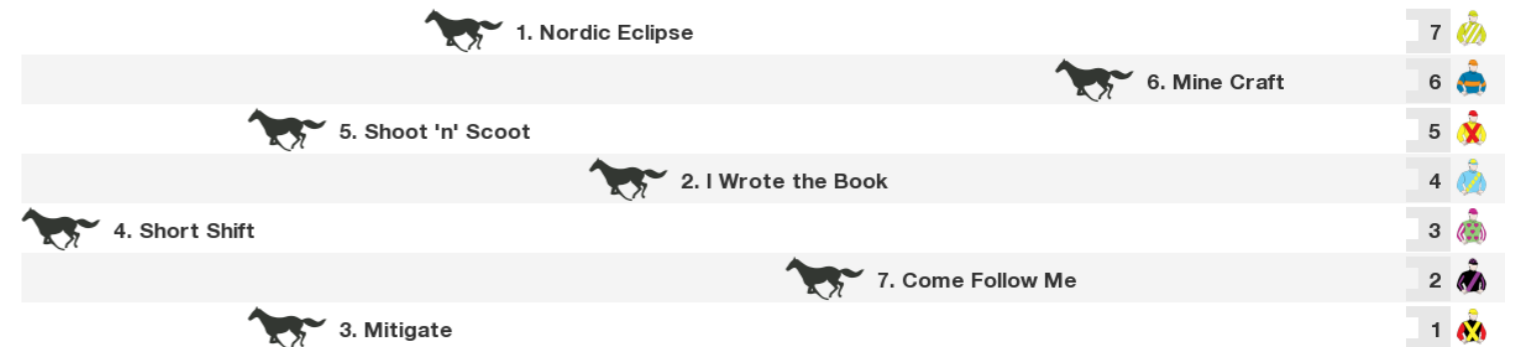 1. Nordic Eclipse 7
6. Mine Craft 6
5. Shoot 'n' Scoot 5
2. I Wrote the Book 4
4. Short Shift 3
7. Come Follow Me 2
3. Mitigate 1